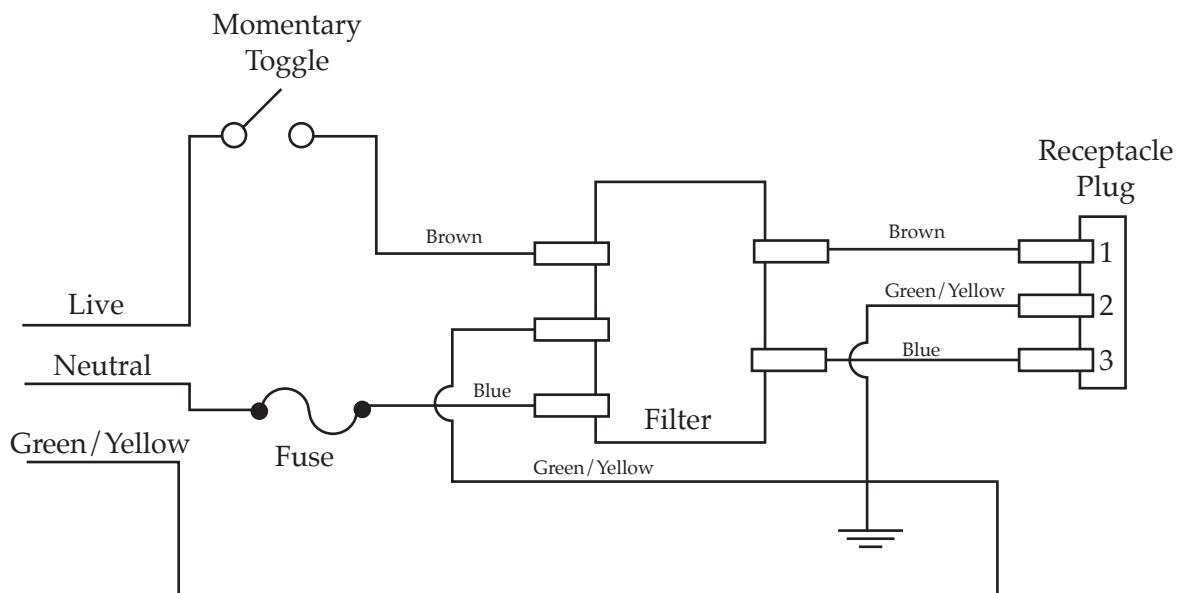 Momentary
Toggle
Receptacle
Plug
Brown
Brown
1
Green/Yellow
2
Live
Blue
3
Neutral
Blue
Filter
Green/Yellow
Fuse
Green/Yellow